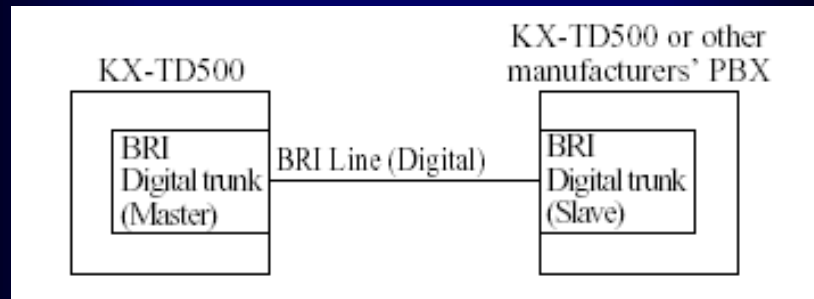 KX-TD500
KX-TD500 or other
manufacturers’ PBX
BRI
Digital trunk
(Master)
BRI Line (Digital)
BRI
Digital trunk
(Slave)